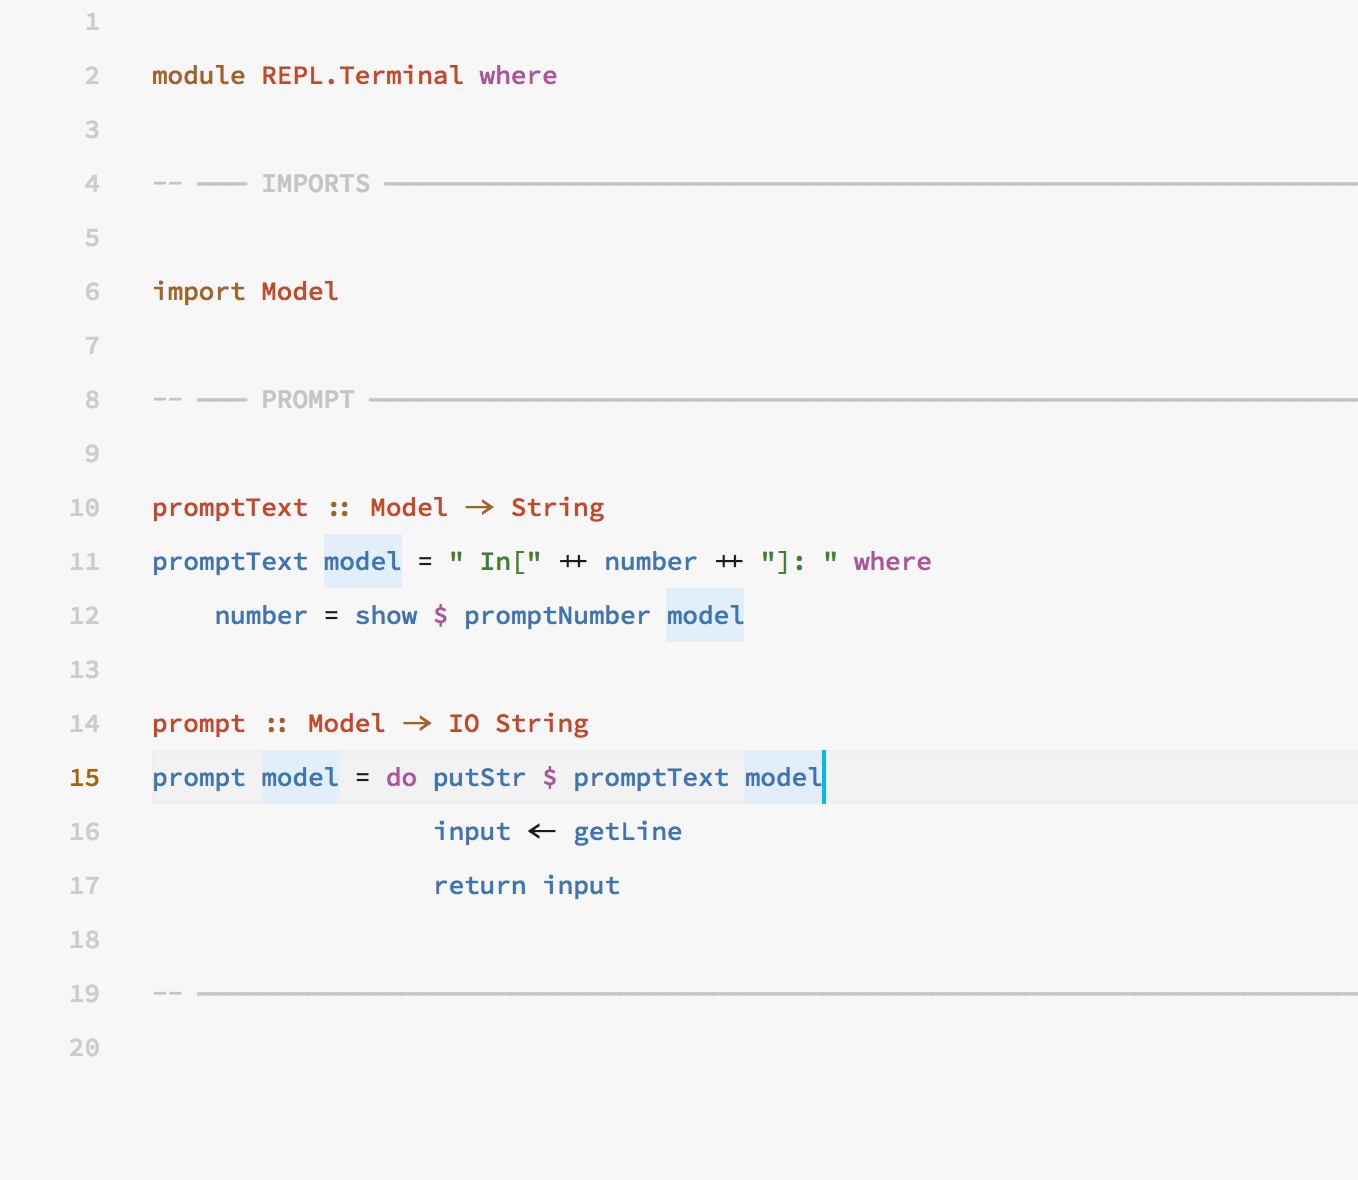 1
2 module REPL.Terminal where
3
4 -- ─── IMPORTS ──────────────────────────────
5
6 import Model
7
8 -- ─── PROMPT ──────────────────────────────
9
10 promptText :: Model -> String
11 promptText model = " In[" ++ number ++ "]: " where
12     number = show $ promptNumber model
13
14 prompt :: Model -> IO String
15 prompt model = do putStr $ promptText model
16                   input <- getLine
17                   return input
18
19 -- ──────────────────────────────
20